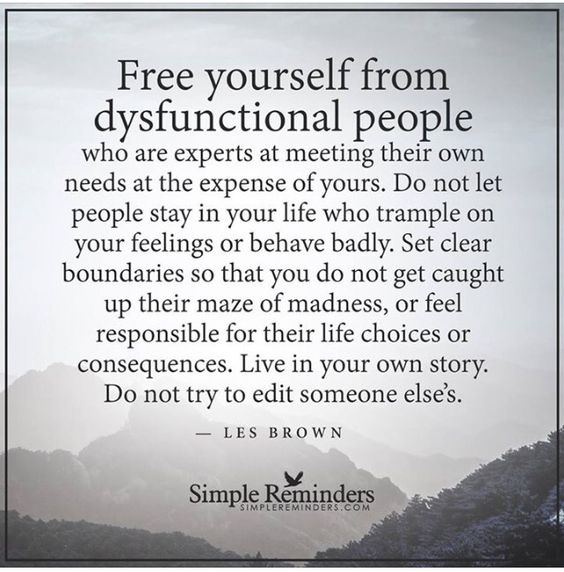 Free yourself from
dysfunctional people
who are experts at meeting their own
needs at the expense of yours. Do not let
people stay in your life who trample on
your feelings or behave badly. Set clear
boundaries so that you do not get caught
up their maze of madness, or feel
responsible for their life choices or
consequences. Live in your own story.
Do not try to edit someone else's.
— LES BROWN
Simple Reminders
SIMPLEREMINDERS.COM